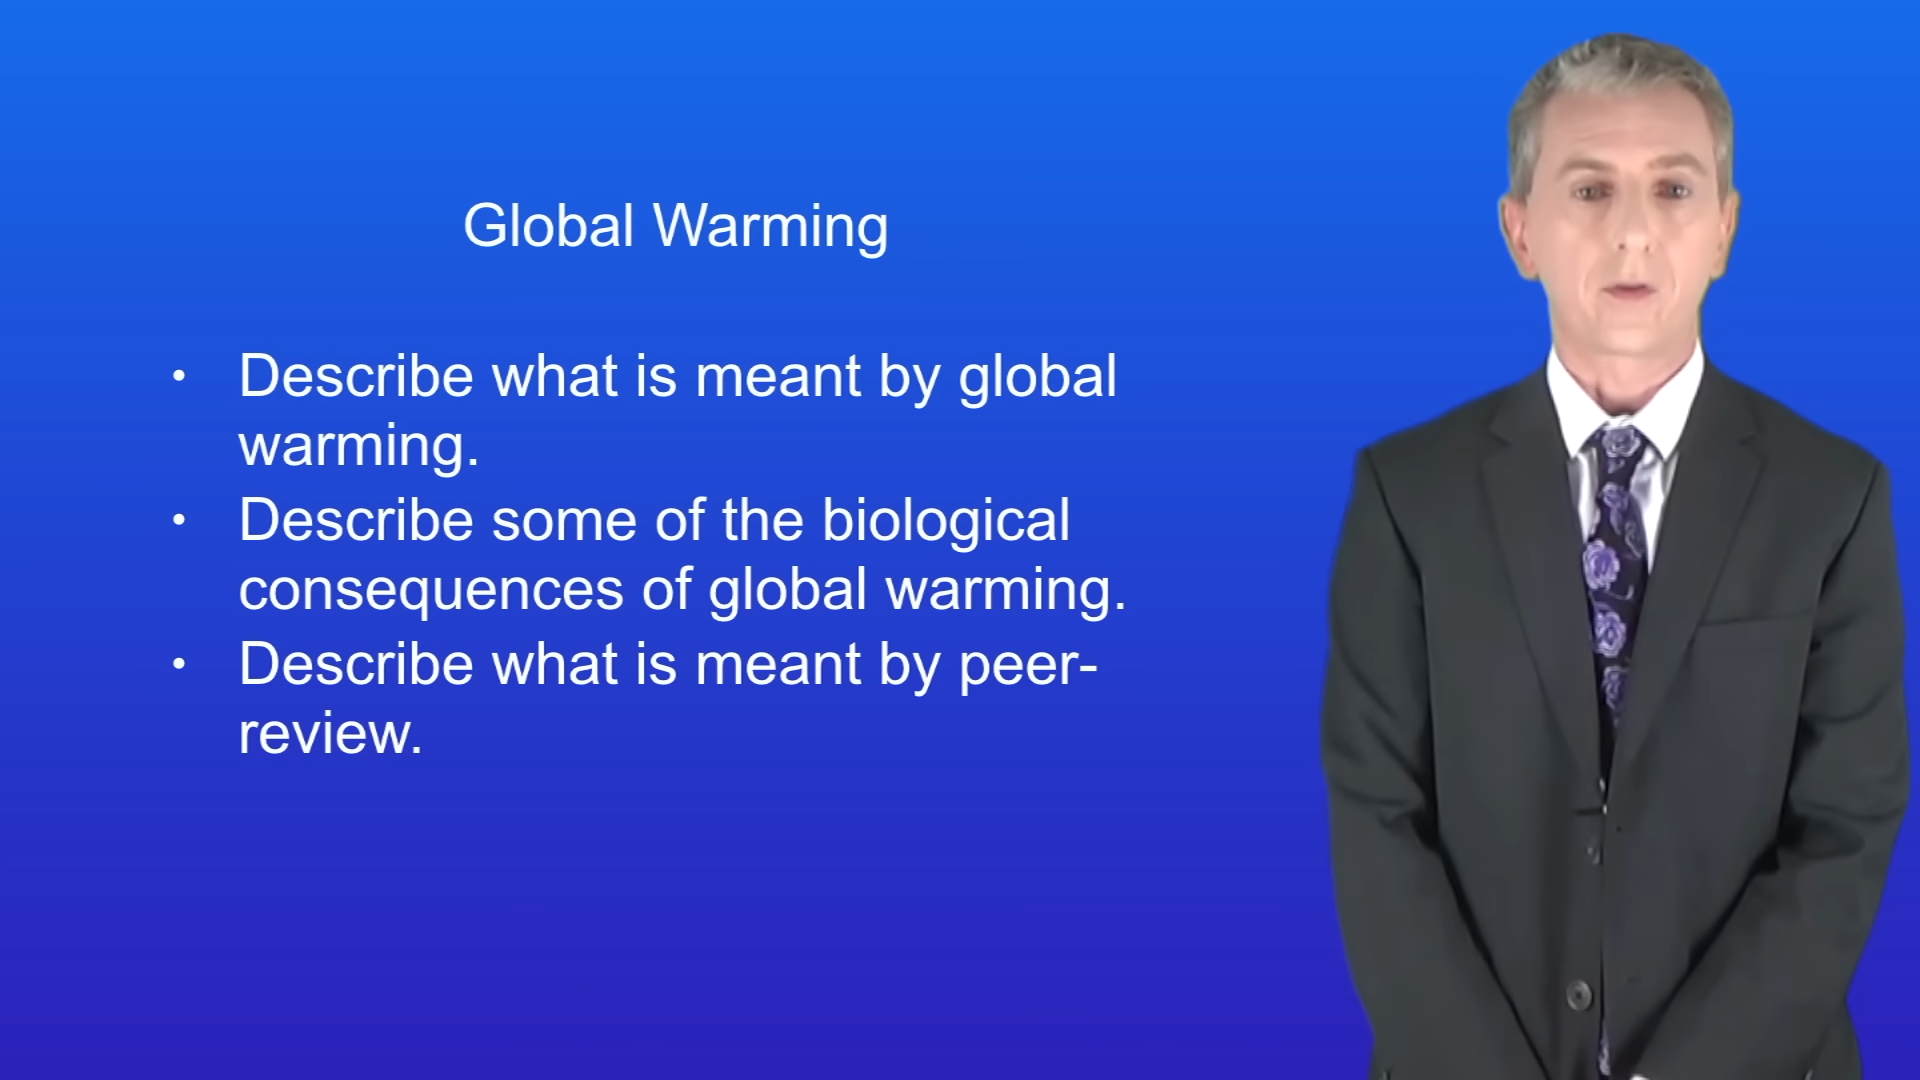 Global Warming
• Describe what is meant by global
warming.
• Describe some of the biological
consequences of global warming.
• Describe what is meant by peer-
review.